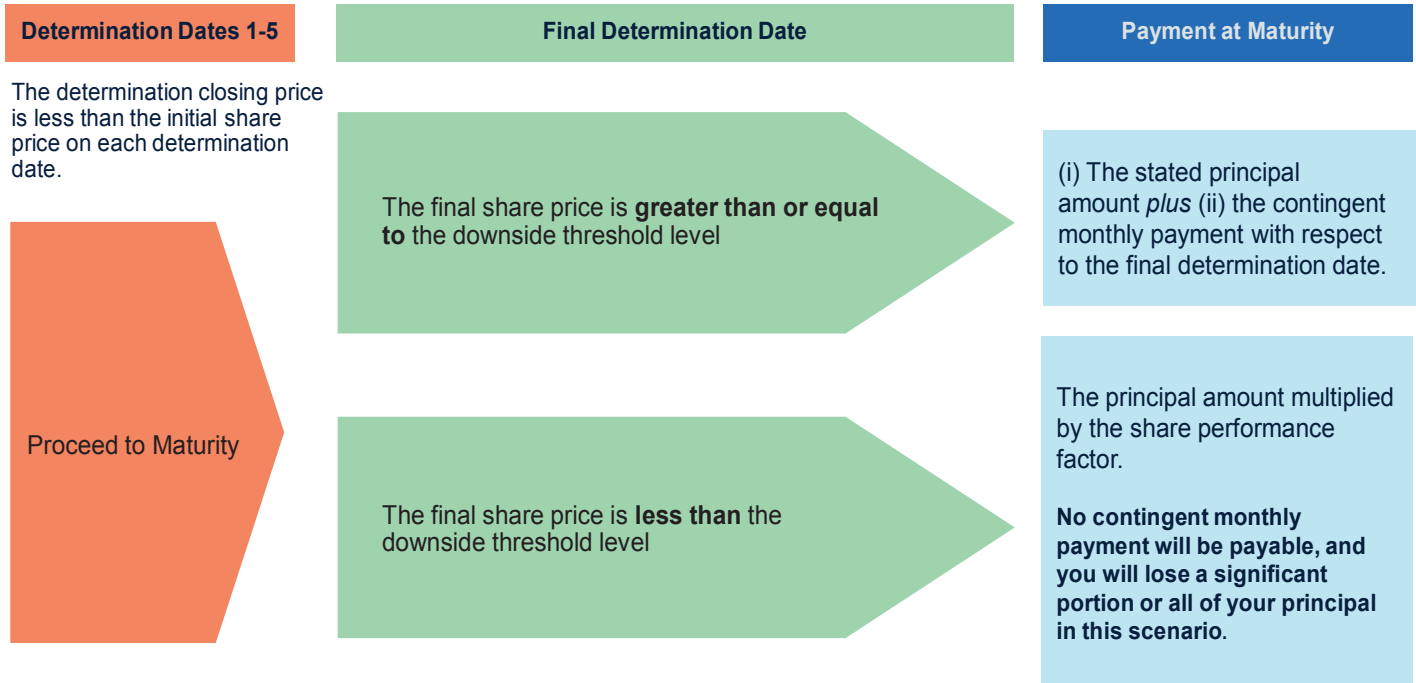 Determination Dates 1-5
Final Determination Date
Payment at Maturity
The determination closing price
is less than the initial share
price on each determination
date.
Proceed to Maturity
The final share price is greater than or equal
to the downside threshold level
(i) The stated principal
amount plus (ii) the contingent
monthly payment with respect
to the final determination date.
The final share price is less than the
downside threshold level
The principal amount multiplied
by the share performance
factor.
No contingent monthly
payment will be payable, and
you will lose a significant
portion or all of your principal
in this scenario.